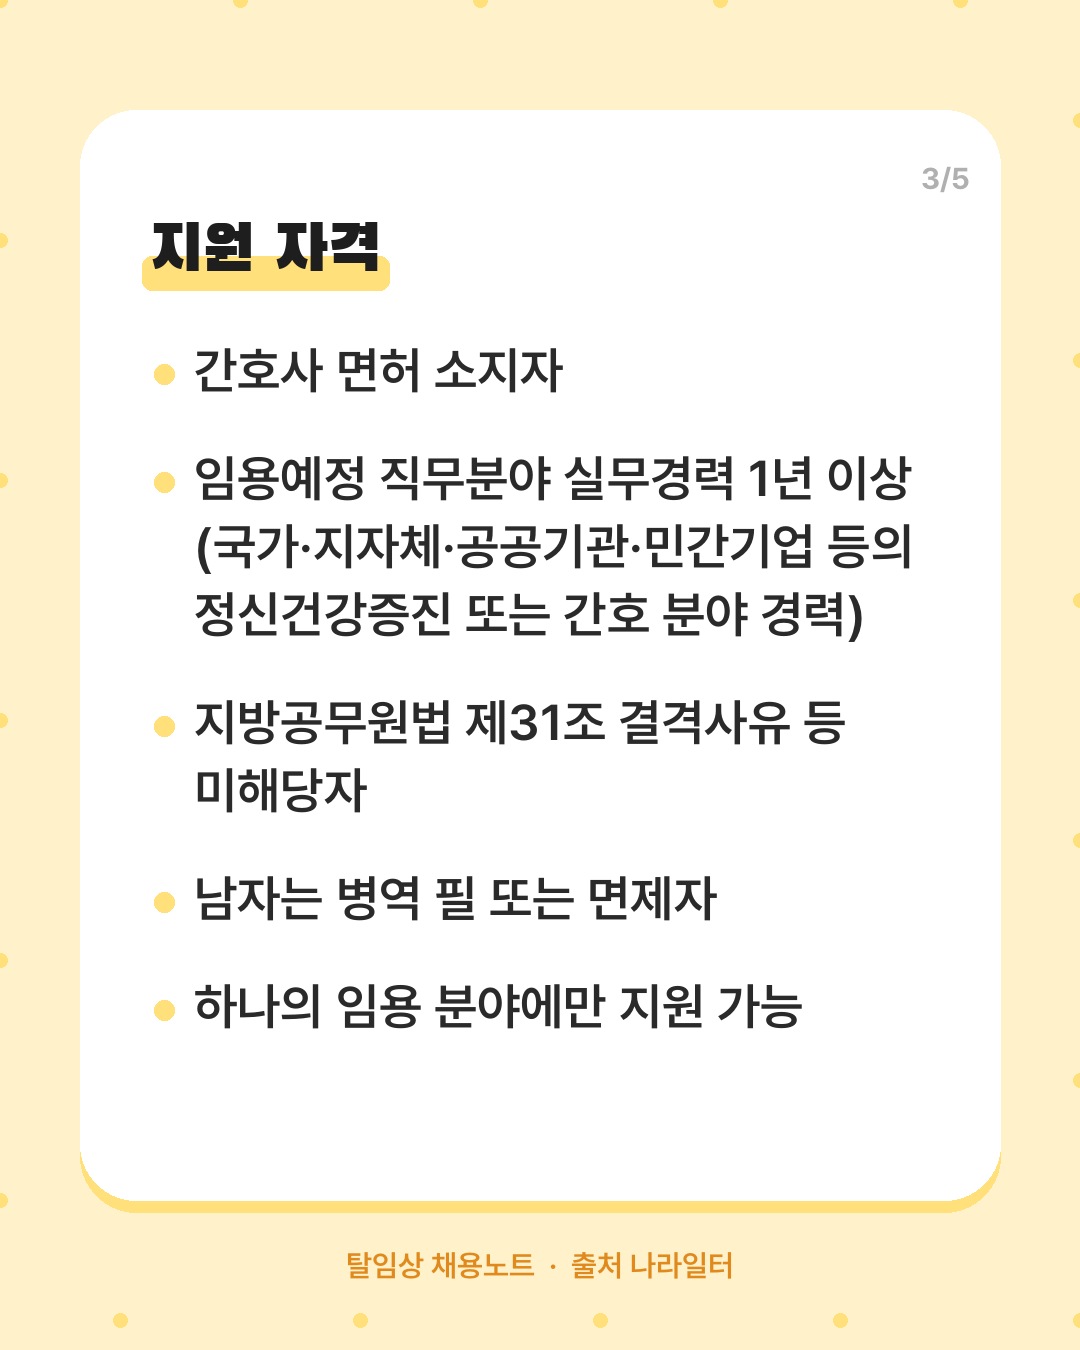 3/5
지원 자격
간호사 면허 소지자
임용예정 직무분야 실무경력 1년 이상
(국가·지자체·공공기관·민간기업 등의
정신건강증진 또는 간호 분야 경력)
지방공무원법 제31조 결격사유 등
미해당자
남자는 병역 필 또는 면제자
하나의 임용 분야에만 지원 가능
탈임상 채용노트 · 출처 나라일터